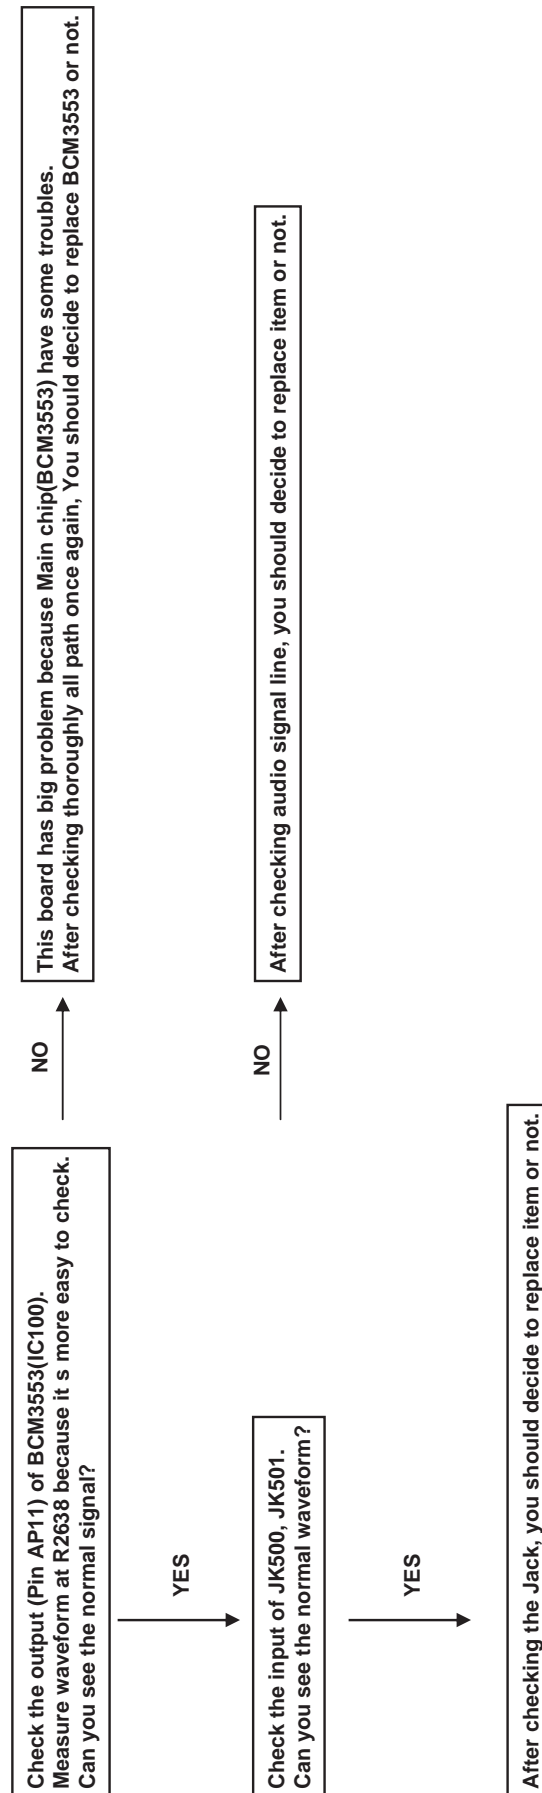 Check the output (Pin AP11) of BCM3553(IC100).
Measure waveform at R2638 because it s more easy to check.
Can you see the normal signal?
NO
This board has big problem because Main chip(BCM3553) have some troubles.
After checking thoroughly all path once again, You should decide to replace BCM3553 or not.
YES
Check the input of JK500, JK501.
Can you see the normal waveform?
NO
After checking audio signal line, you should decide to replace item or not.
YES
After checking the Jack, you should decide to replace item or not.